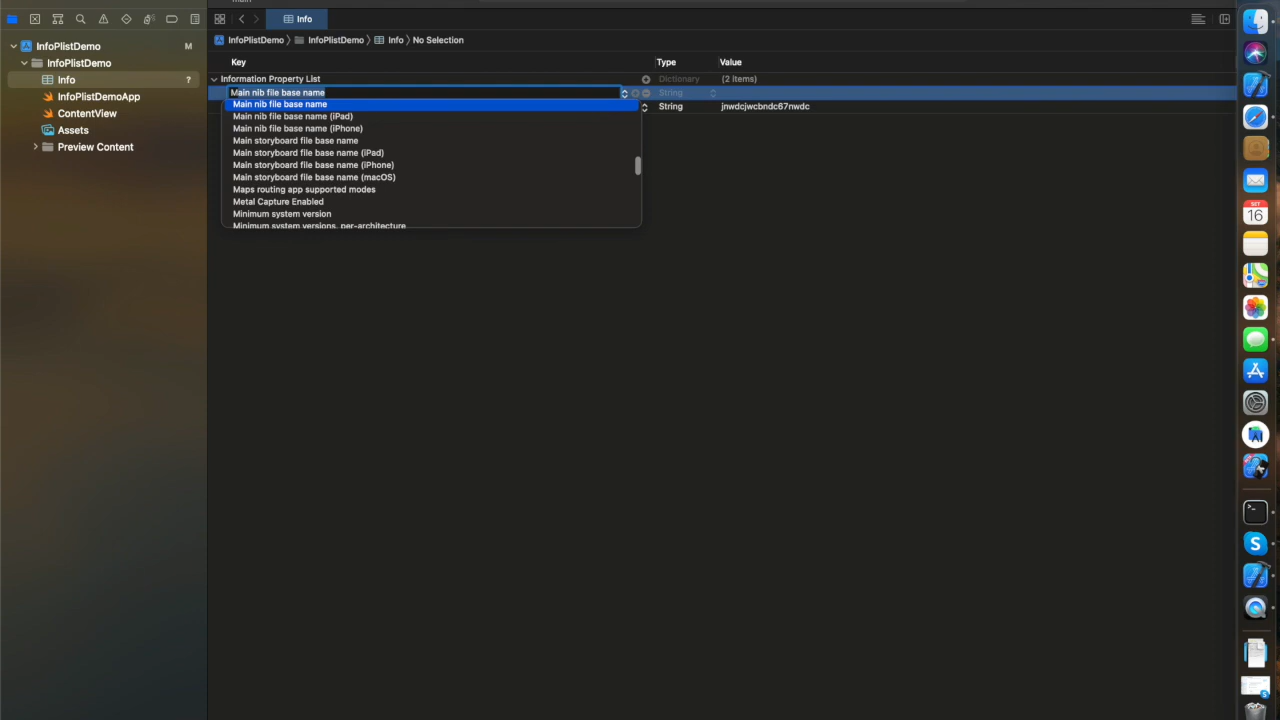 main
Info
InfoPlistDemo
M
InfoPlistDemo
Info
?
InfoPlistDemoApp
ContentView
Assets
Preview Content
InfoPlistDemo
InfoPlistDemo
Info
No Selection
Key
Type
Value
Information Property List
Dictionary
(2 items)
Main nib file base name
String
String
jnwdcjwcbndc67nwdc
Main nib file base name
Main nib file base name (iPad)
Main nib file base name (iPhone)
Main storyboard file base name
Main storyboard file base name (iPad)
Main storyboard file base name (iPhone)
Main storyboard file base name (macOS)
Maps routing app supported modes
Metal Capture Enabled
Minimum system version
Minimum system versions, per-architecture
16